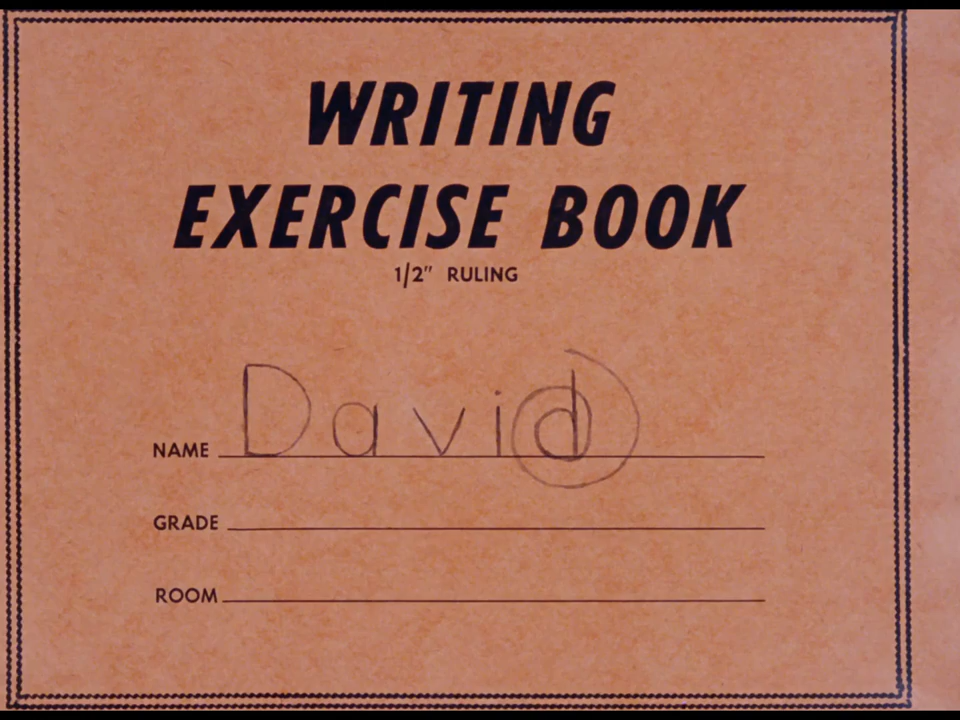 WRITING
EXERCISE BOOK
1/2" RULING
NAME David
GRADE
ROOM